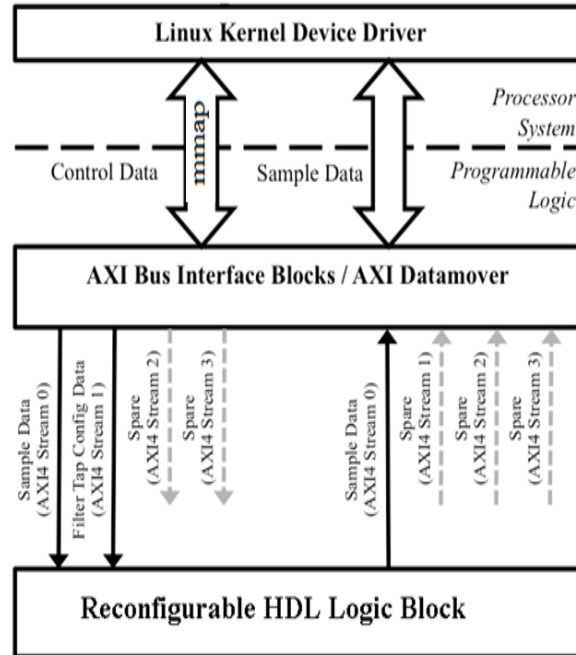 Linux Kernel Device Driver
Processor
System
mmap
Control Data
Sample Data
Programmable
Logic
AXI Bus Interface Blocks / AXI Datamover
Sample Data
(AXI4 Stream 0)
Filter Tap Config Data
(AXI4 Stream 1)
Spare
(AXI4 Stream 2)
Spare
(AXI4 Stream 3)
Sample Data
(AXI4 Stream 0)
Spare
(AXI4 Stream 1)
Spare
(AXI4 Stream 2)
Spare
(AXI4 Stream 3)
Reconfigurable HDL Logic Block